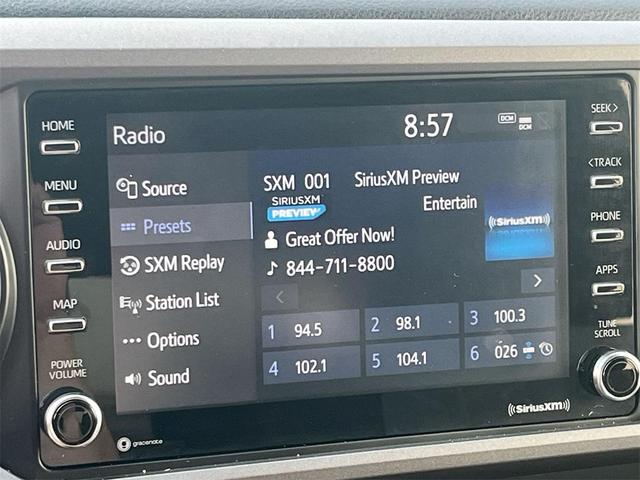 HOME
MENU
AUDIO
MAP
POWER
VOLUME
Radio
8:57
DCM
DCM
Source
Presets
SXM Replay
Station List
Options
Sound
SXM 001 SiriusXM Preview
SIRIUSXM
PREVIEW
Entertain
Great Offer Now!
844-711-8800
((SiriusXM))
< >
1 94.5 2 98.1 3 100.3
4 102.1 5 104.1 6 026
SEEK >
< TRACK
PHONE
APPS
TUNE
SCROLL
gracenote
((SiriusXM))